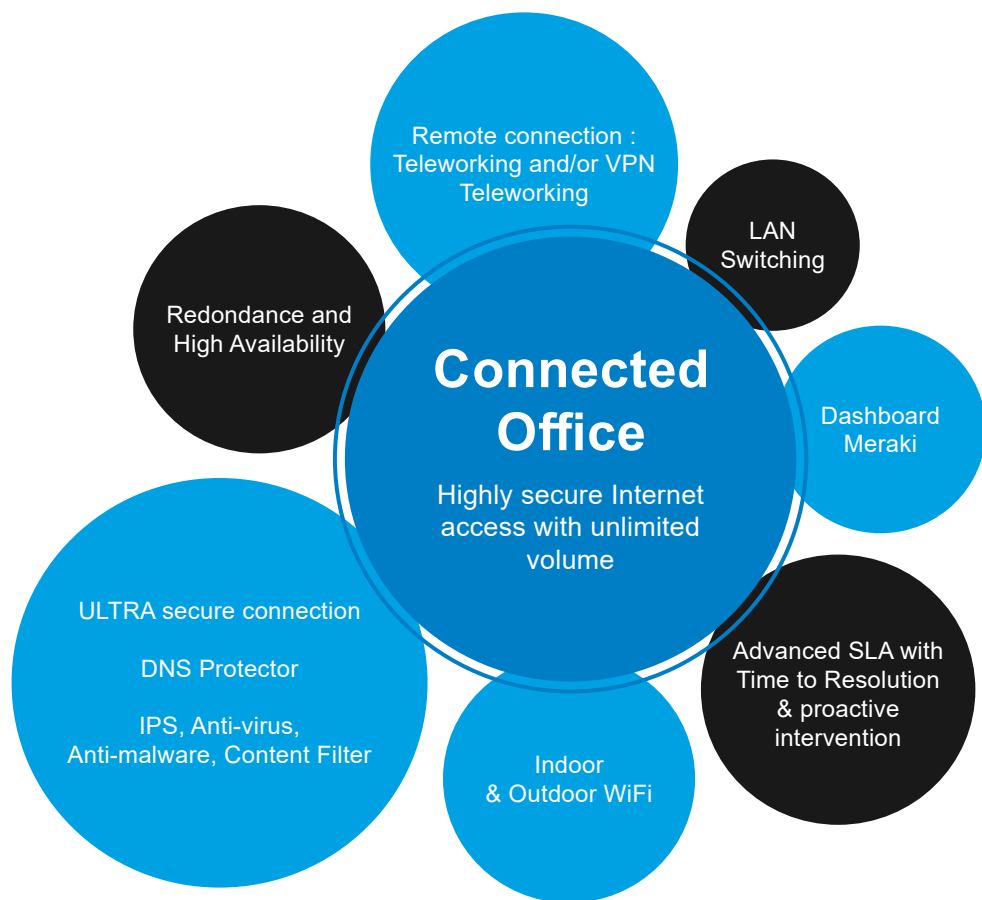 Remote connection :
Teleworking and/or VPN
Teleworking
LAN
Switching
Redondance and
High Availability
Connected
Office
Highly secure Internet
access with unlimited
volume
Dashboard
Meraki
ULTRA secure connection
DNS Protector
IPS, Anti-virus,
Anti-malware, Content Filter
Advanced SLA with
Time to Resolution
& proactive
intervention
Indoor
& Outdoor WiFi